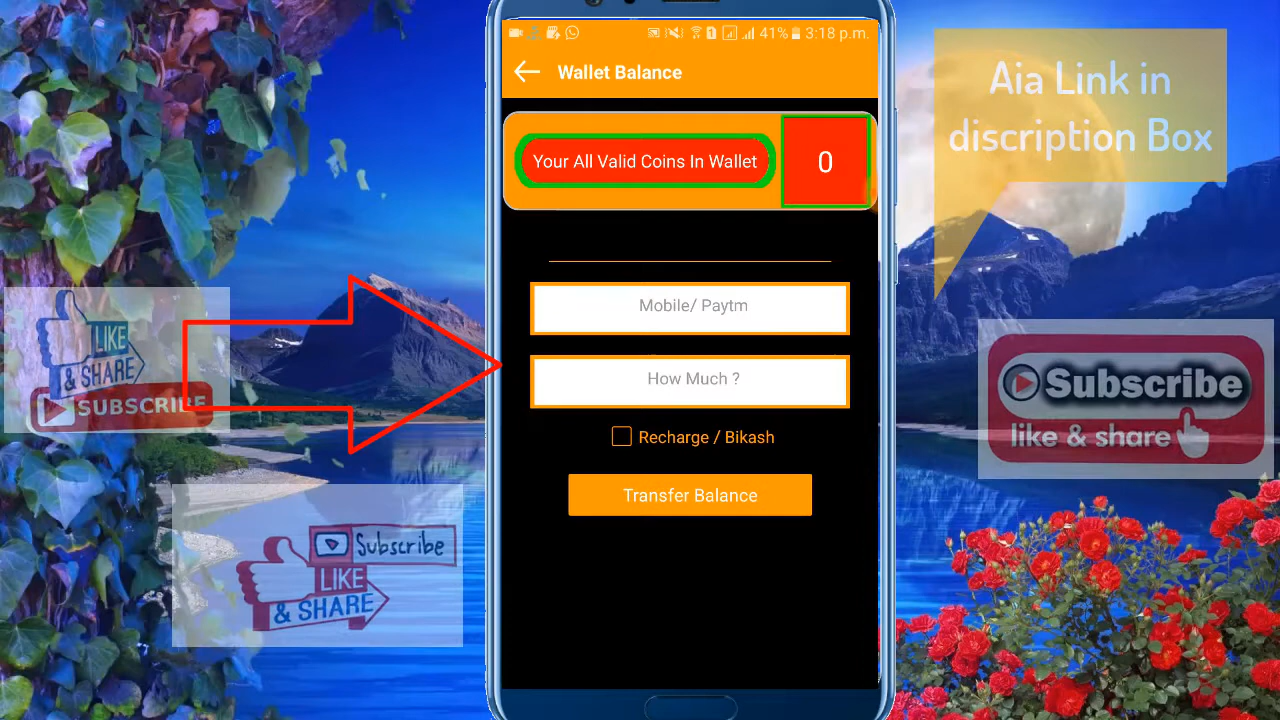 41% 3:18 p.m.
Wallet Balance
Your All Valid Coins In Wallet
0
Mobile/ Paytm
How Much ?
Recharge / Bikash
Transfer Balance
Aia Link in
discription Box
LIKE
& SHARE
SUBSCRIBE
Subscribe
LIKE
& SHARE
Subscribe
like & share